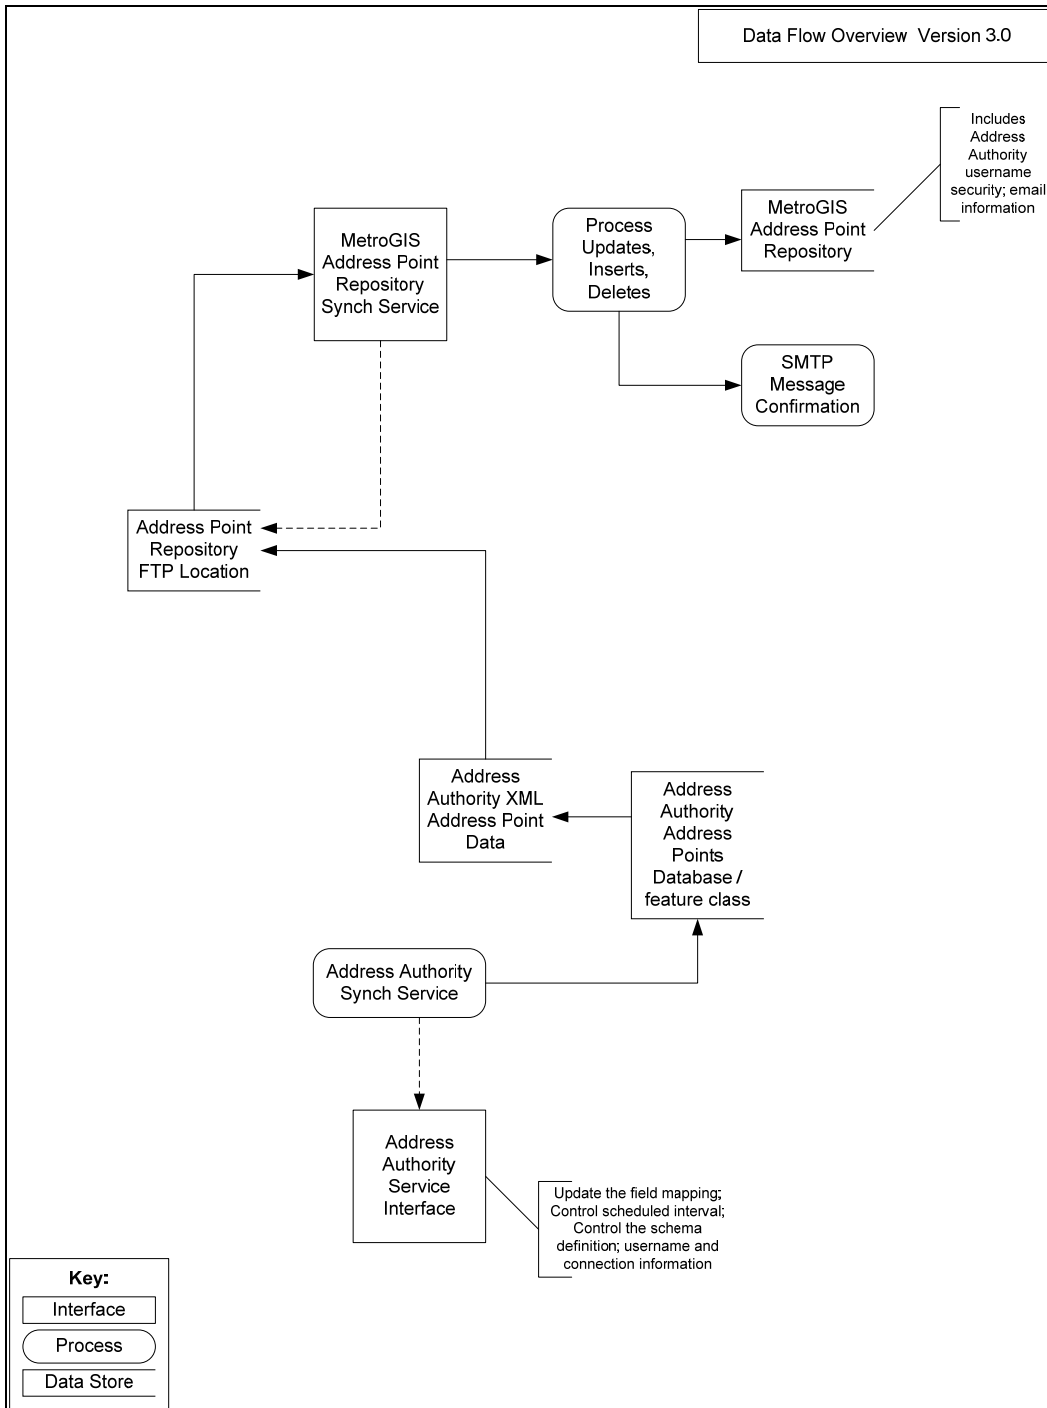 Data Flow Overview Version 3.0
Includes
Address
Authority
username
security; email
information
MetroGIS
Address Point
Repository
Process
Updates,
Inserts,
Deletes
MetroGIS
Address Point
Repository
Synch Service
SMTP
Message
Confirmation
Address Point
Repository
FTP Location
Address
Authority XML
Address Point
Data
Address
Authority
Address
Points
Database /
feature class
Address Authority
Synch Service
Address
Authority
Service
Interface
Update the field mapping;
Control scheduled interval;
Control the schema
definition; username and
connection information
Key:
Interface
Process
Data Store